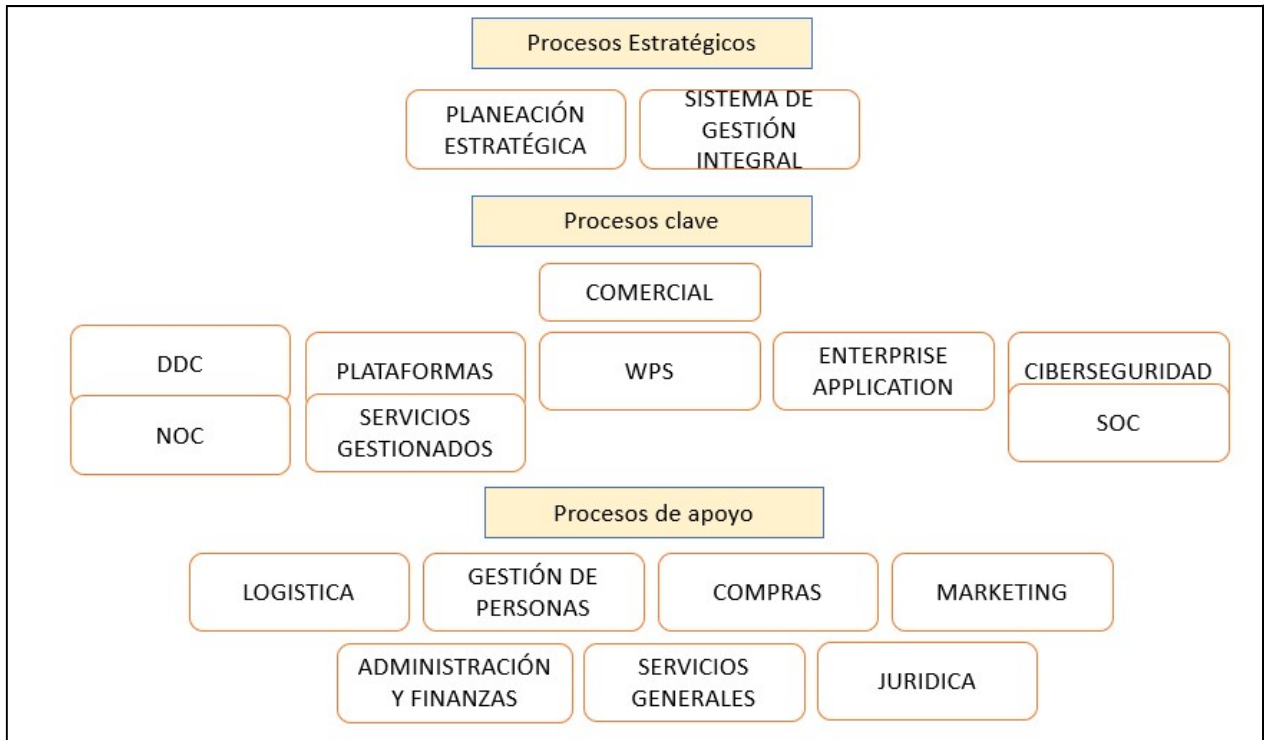 Procesos Estratégicos
PLANEACIÓN
ESTRATÉGICA
SISTEMA DE
GESTIÓN
INTEGRAL
Procesos clave
COMERCIAL
DDC
NOC
PLATAFORMAS
SERVICIOS
GESTIONADOS
WPS
ENTERPRISE
APPLICATION
CIBERSEGURIDAD
SOC
Procesos de apoyo
LOGISTICA
GESTIÓN DE
PERSONAS
COMPRAS
MARKETING
ADMINISTRACIÓN
Y FINANZAS
SERVICIOS
GENERALES
JURIDICA